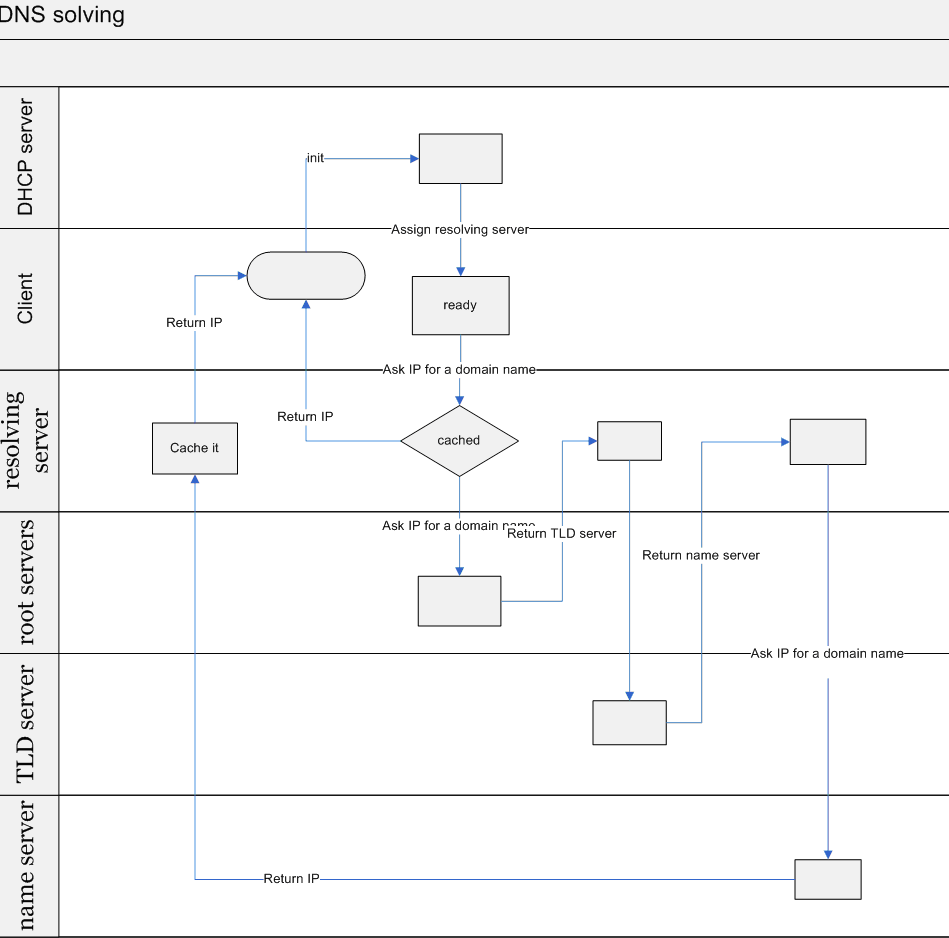 DNS solving
DHCP server
init
Assign resolving server
Client
ready
Return IP
Ask IP for a domain name
resolving
server
Return IP
cached
Cache it
root servers
Ask IP for a domain name
Return TLD server
Return name server
TLD server
Ask IP for a domain name
name server
Return IP